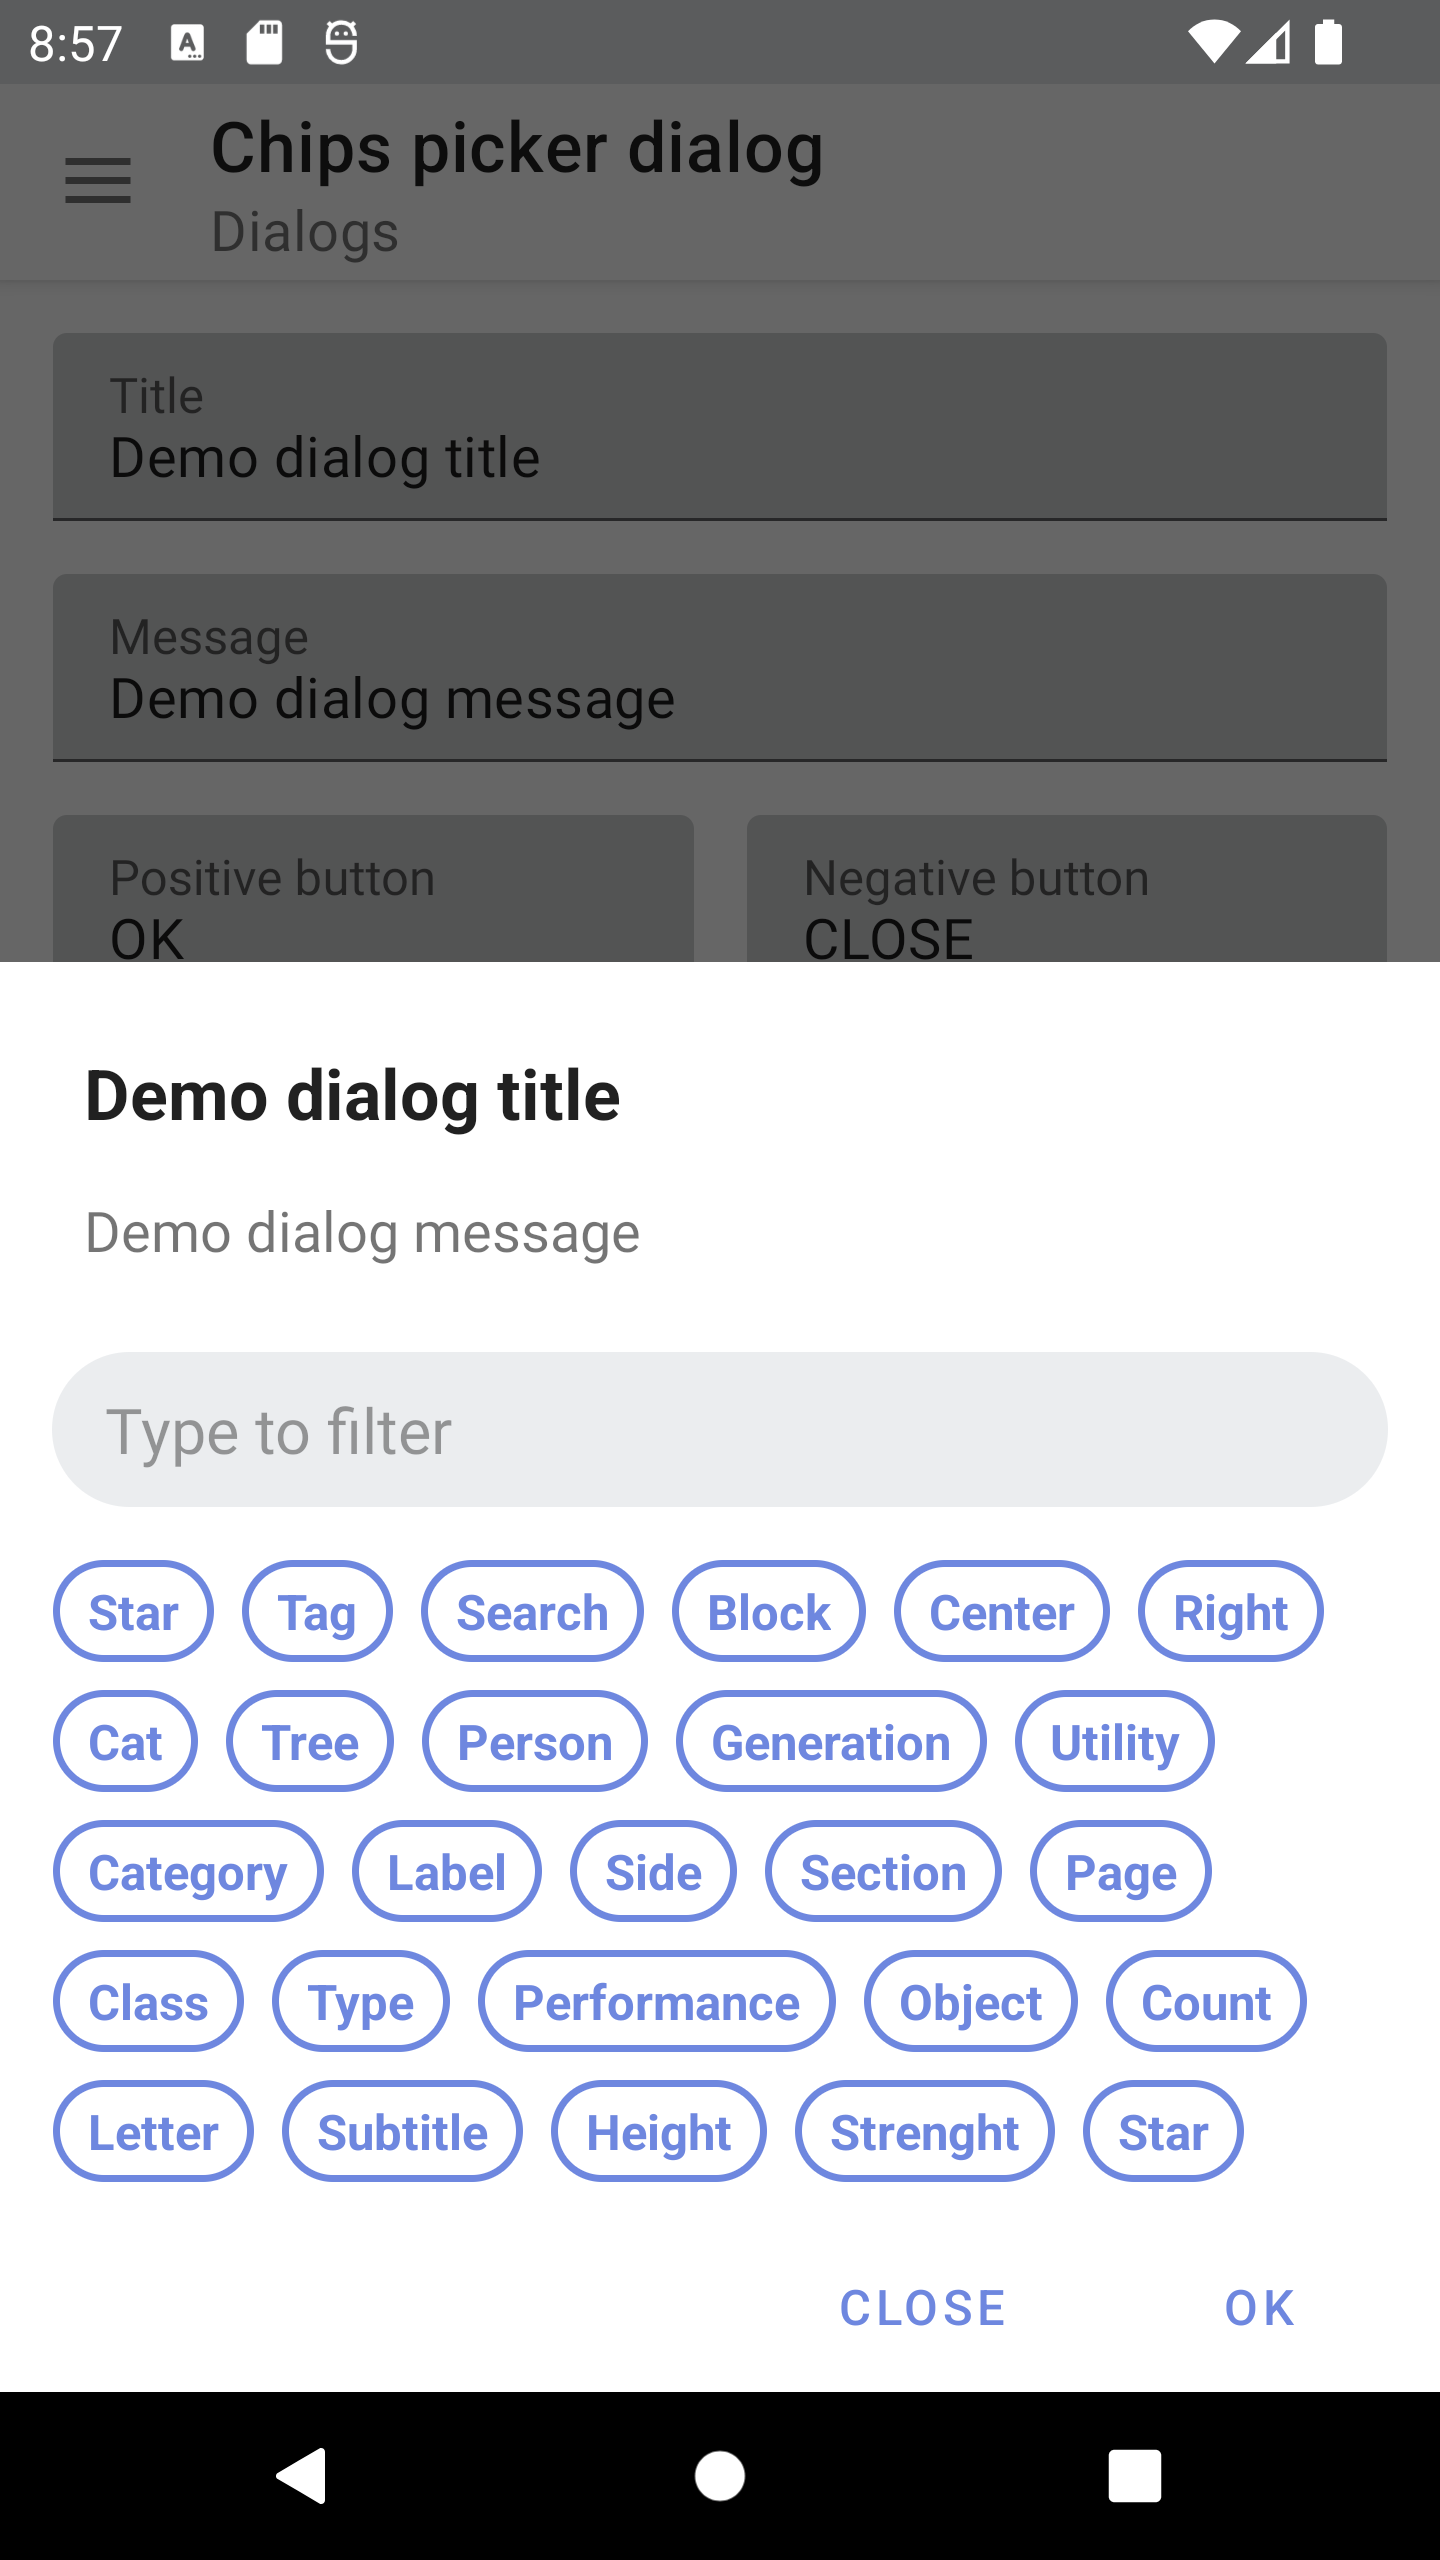 8:57
Chips picker dialog
Dialogs
Title
Demo dialog title
Message
Demo dialog message
Positive button Negative button
OK CLOSE
Demo dialog title
Demo dialog message
Type to filter
Star Tag Search Block Center Right
Cat Tree Person Generation Utility
Category Label Side Section Page
Class Type Performance Object Count
Letter Subtitle Height Strenght Star
CLOSE OK